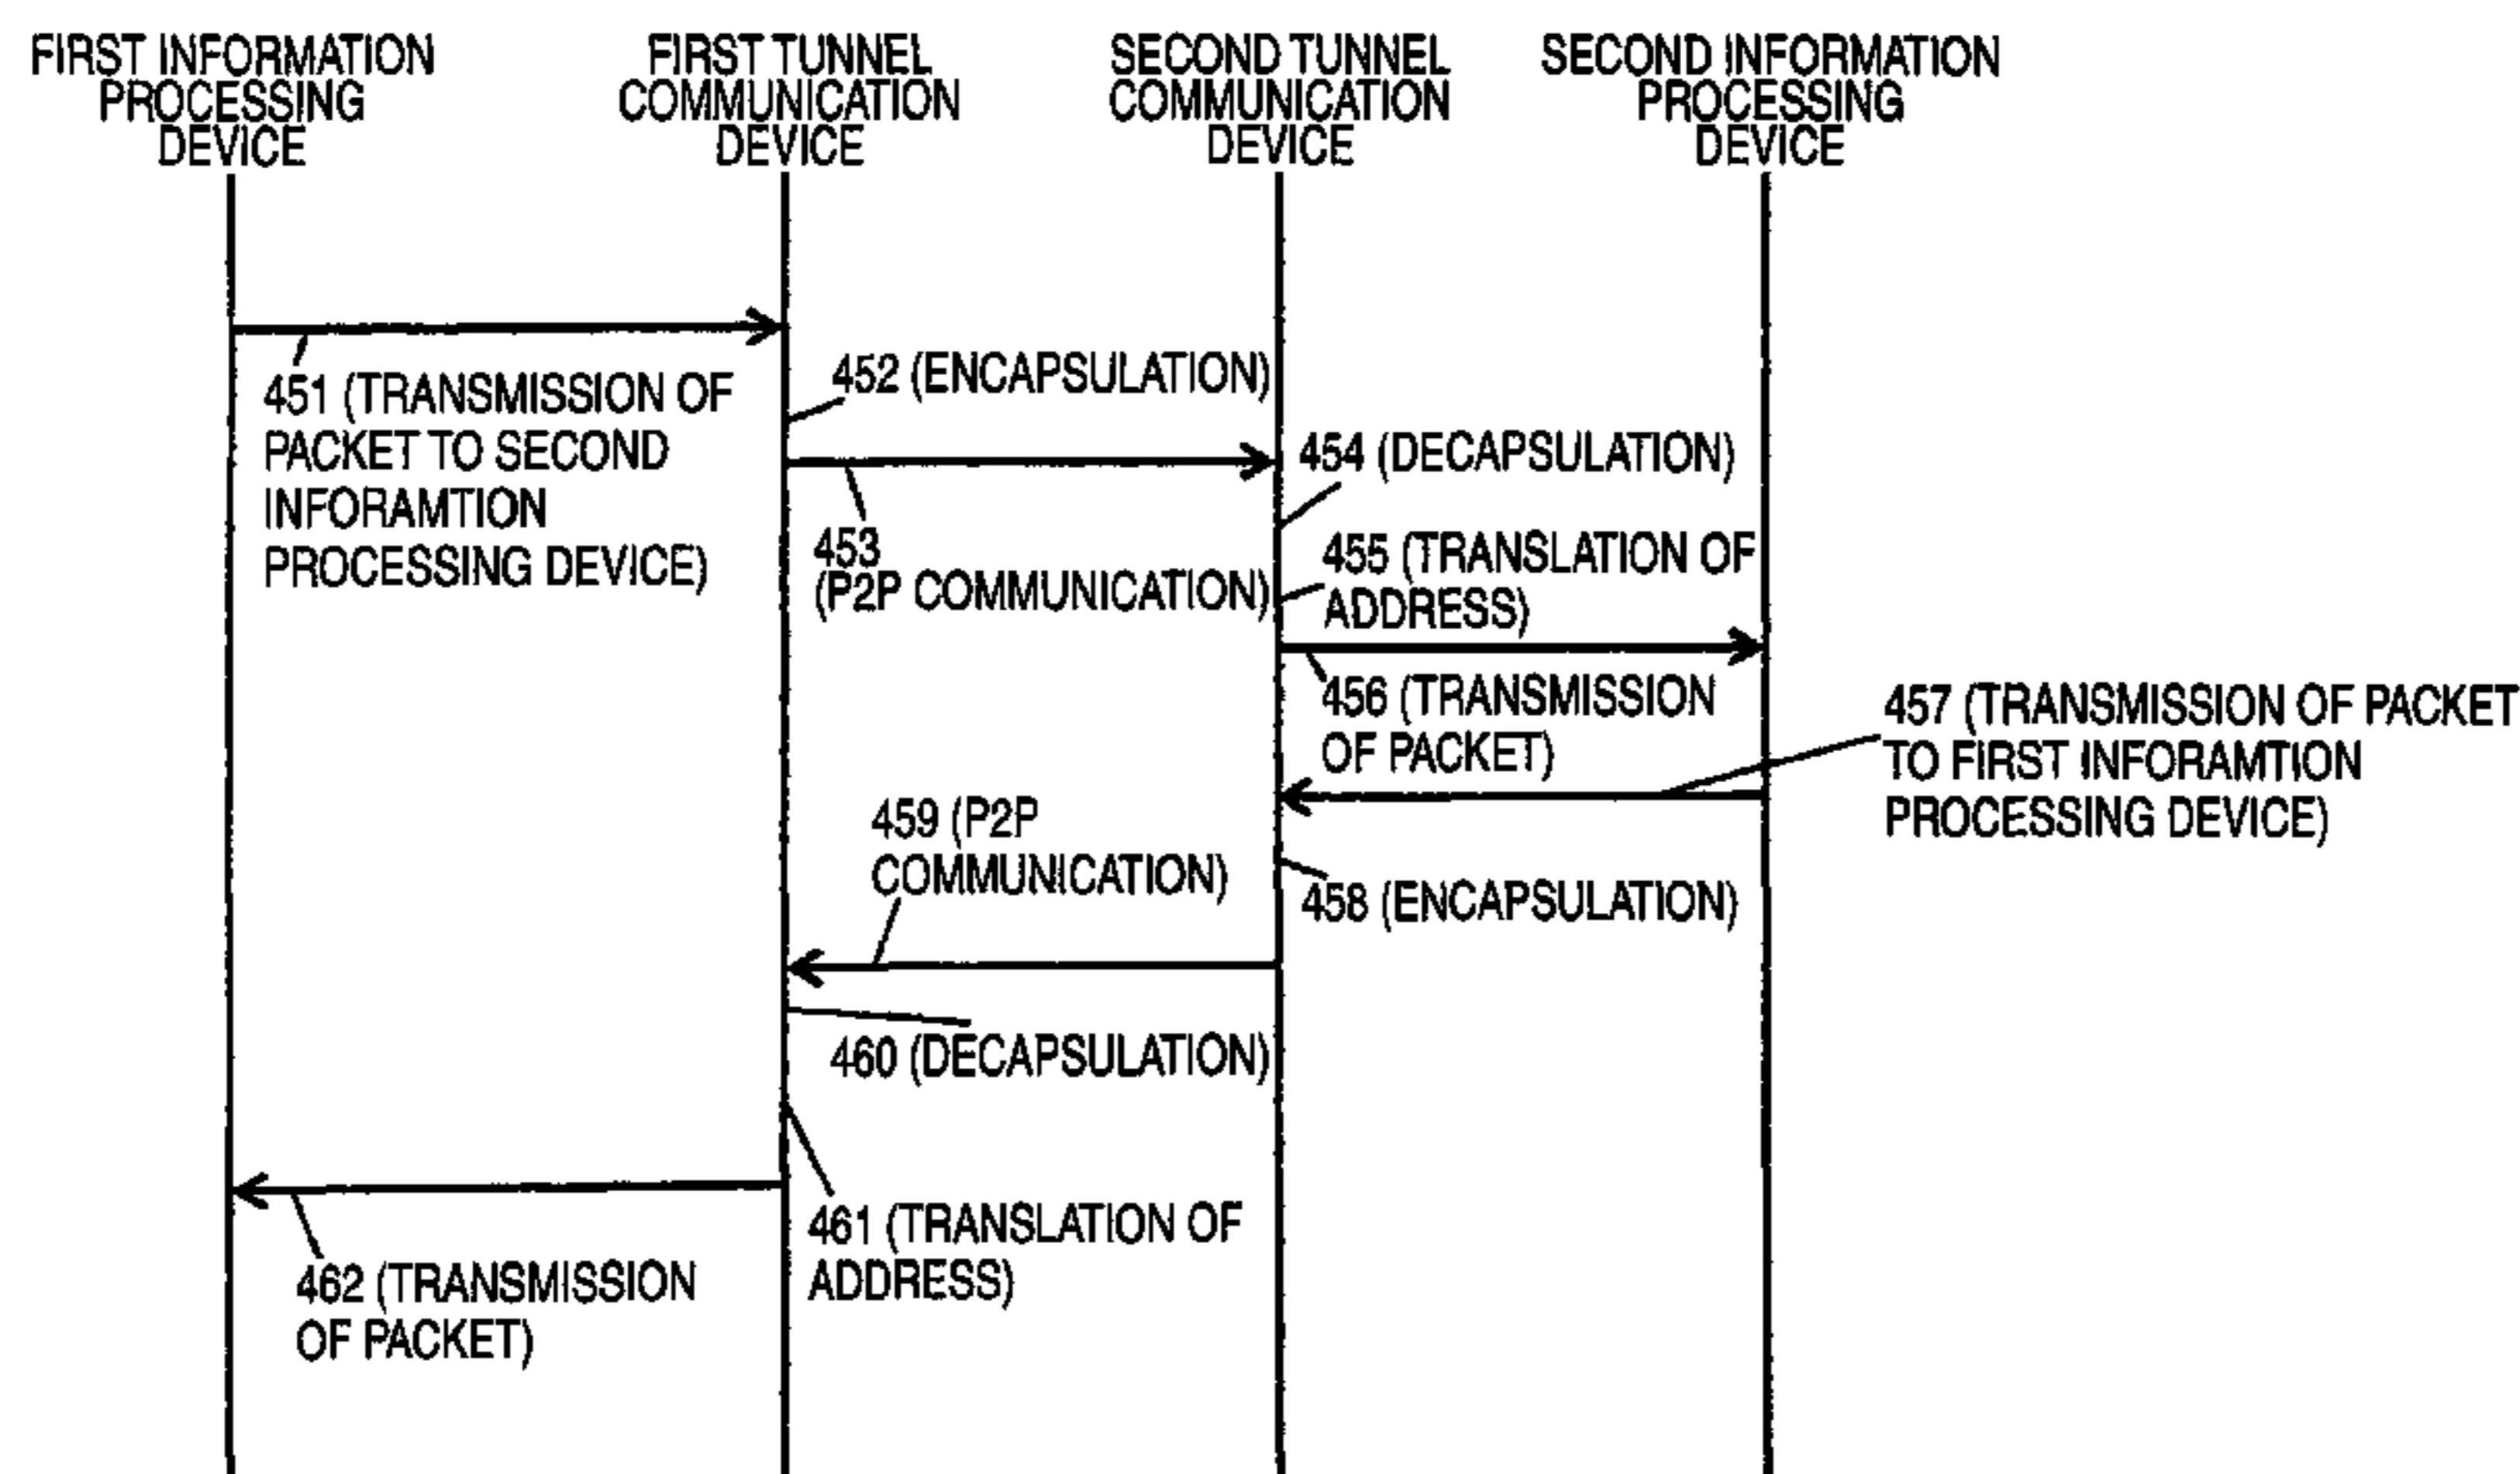 FIRST INFORMATION
PROCESSING
DEVICE
FIRST TUNNEL
COMMUNICATION
DEVICE
SECOND TUNNEL
COMMUNICATION
DEVICE
SECOND INFORMATION
PROCESSING
DEVICE
451 (TRANSMISSION OF
PACKET TO SECOND
INFORAMTION
PROCESSING DEVICE)
452 (ENCAPSULATION)
453
(P2P COMMUNICATION)
454 (DECAPSULATION)
455 (TRANSLATION OF
ADDRESS)
456 (TRANSMISSION
OF PACKET)
457 (TRANSMISSION OF PACKET
TO FIRST INFORAMTION
PROCESSING DEVICE)
458 (ENCAPSULATION)
459 (P2P
COMMUNICATION)
460 (DECAPSULATION)
461 (TRANSLATION OF
ADDRESS)
462 (TRANSMISSION
OF PACKET)